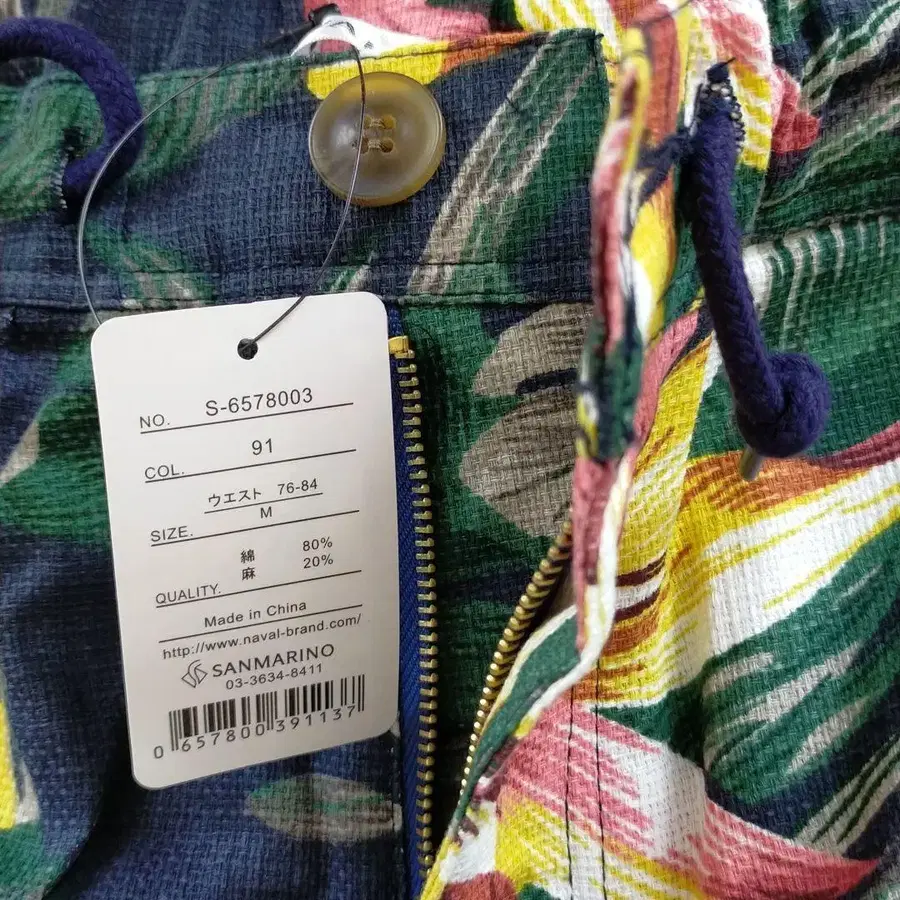 NO. S-6578003
COL. 91
ウエスト 76-84
SIZE. M
綿 80%
麻 20%
QUALITY.
Made in China
http://www.naval-brand.com/
SANMARINO
03-3634-8411
0 657800 391137